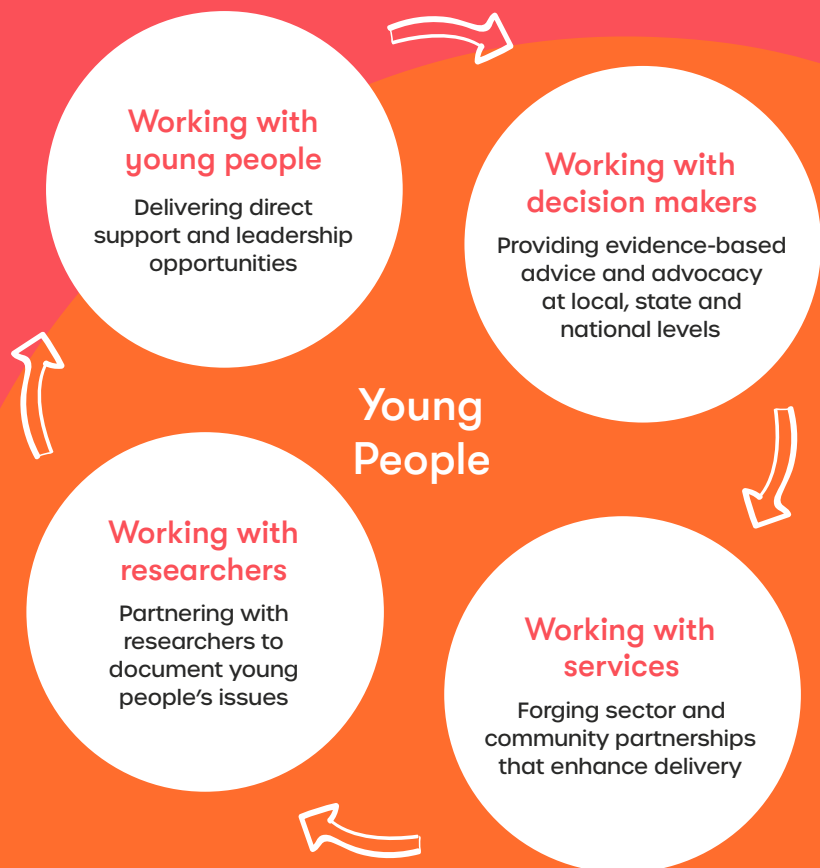 Working with
young people
Delivering direct
support and leadership
opportunities
Working with
decision makers
Providing evidence-based
advice and advocacy
at local, state and
national levels
Young
People
Working with
researchers
Partnering with
researchers to
document young
people's issues
Working with
services
Forging sector and
community partnerships
that enhance delivery